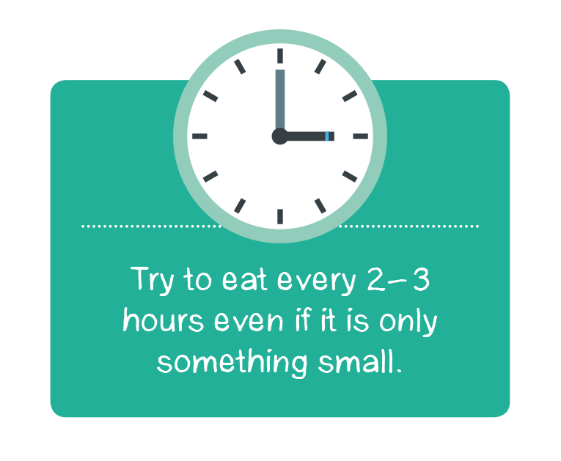 Try to eat every 2–3
hours even if it is only
something small.